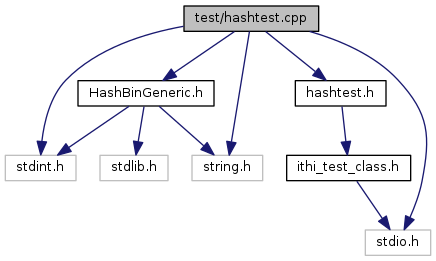 test/hashtest.cpp
HashBinGeneric.h
hashtest.h
stdint.h
stdlib.h
string.h
ithi_test_class.h
stdio.h